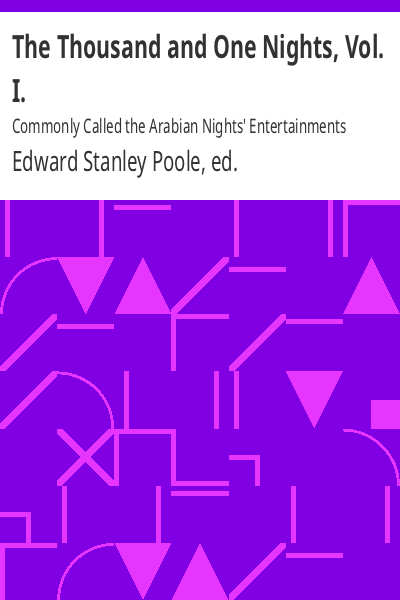 The Thousand and One Nights, Vol.
I.
Commonly Called the Arabian Nights' Entertainments
Edward Stanley Poole, ed.